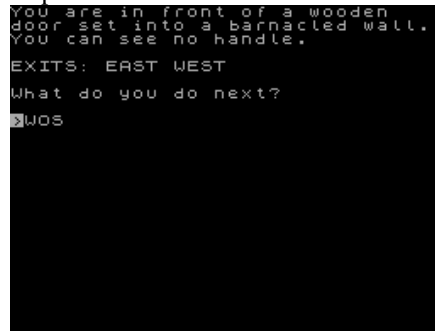 You are in front of a wooden
door set into a barnacled wall.
You can see no handle.
EXITS: EAST WEST
What do you do next?
>WOS